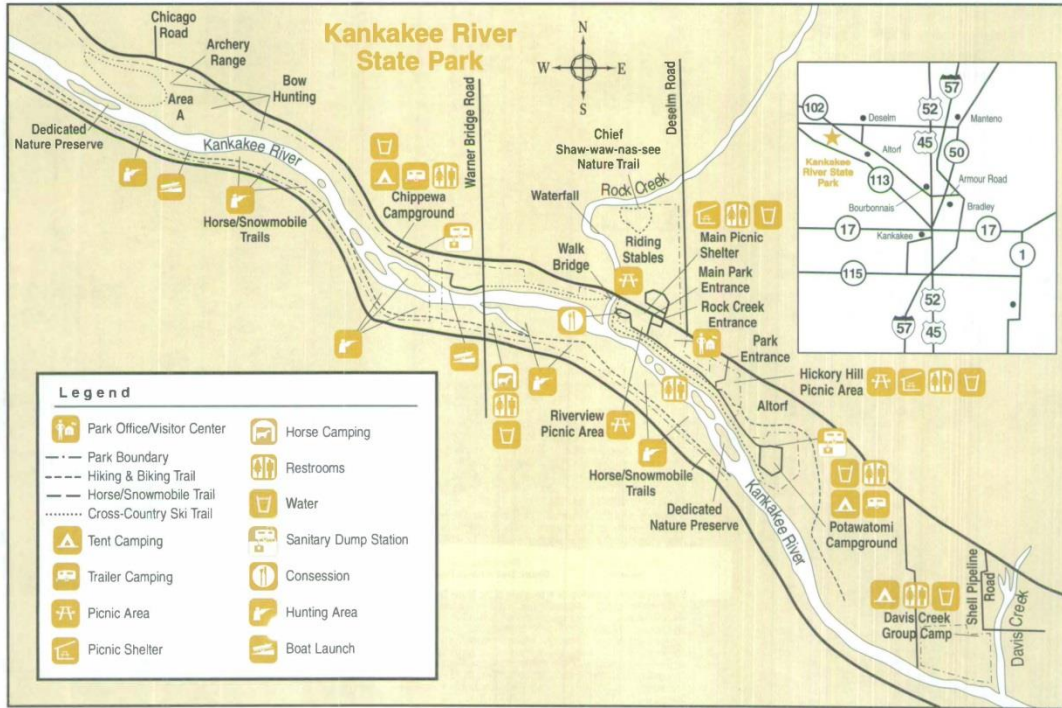 Kankakee River
State Park
Chicago
Road
Archery
Range
Bow
Hunting
Area
A
Dedicated
Nature Preserve
Kankakee River
Horse/Snowmobile
Trails
Chippewa
Campground
Warner Bridge Road
N
W
E
S
Deselm Road
Chief
Shaw-waw-nas-see
Nature Trail
Rock Creek
Waterfall
Riding
Stables
Walk
Bridge
Main Picnic
Shelter
Main Park
Entrance
Rock Creek
Entrance
Park
Entrance
Hickory Hill
Picnic Area
Altorf
Riverview
Picnic Area
Horse/Snowmobile
Trails
Dedicated
Nature Preserve
Kankakee River
Potawatomi
Campground
Shell Pipeline
Road
Davis Creek
Group Camp
Davis Creek
57
102
52
Deselm
Manteno
45
50
Altorf
Kankakee
River State
Park
113
Armour Road
Bourbonnais
Bradley
17
Kankakee
17
1
115
52
57
45
Legend
Park Office/Visitor Center
Park Boundary
Hiking & Biking Trail
Horse/Snowmobile Trail
Cross-Country Ski Trail
Tent Camping
Trailer Camping
Picnic Area
Picnic Shelter
Horse Camping
Restrooms
Water
Sanitary Dump Station
Consession
Hunting Area
Boat Launch